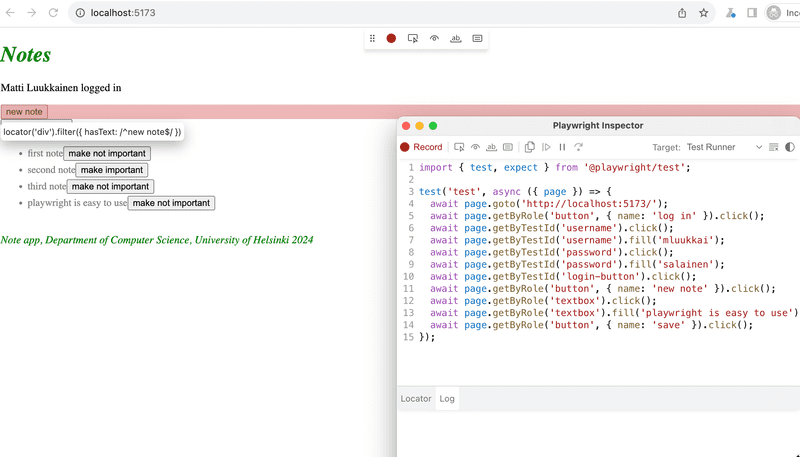 localhost:5173
Inco
Notes
Matti Luukkainen logged in
new note
locator('div').filter({ hasText: /^new note$/ })
first note make not important
second note make important
third note make not important
playwright is easy to use make not important
Note app, Department of Computer Science, University of Helsinki 2024
Playwright Inspector
Record Target: Test Runner
1 import { test, expect } from '@playwright/test';
2
3 test('test', async ({ page }) => {
4 await page.goto('http://localhost:5173/');
5 await page.getByRole('button', { name: 'log in' }).click();
6 await page.getByTestId('username').click();
7 await page.getByTestId('username').fill('mluukkai');
8 await page.getByTestId('password').click();
9 await page.getByTestId('password').fill('salainen');
10 await page.getByTestId('login-button').click();
11 await page.getByRole('button', { name: 'new note' }).click();
12 await page.getByRole('textbox').click();
13 await page.getByRole('textbox').fill('playwright is easy to use')
14 await page.getByRole('button', { name: 'save' }).click();
15 });
Locator Log